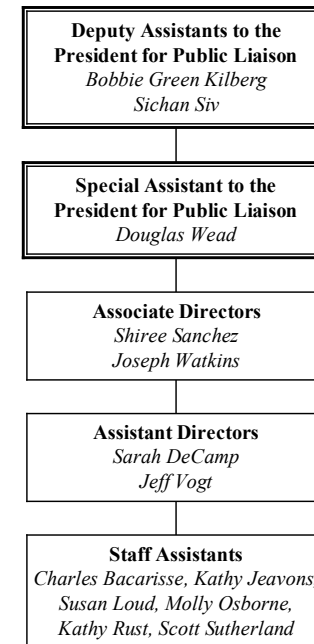 Deputy Assistants to the
President for Public Liaison
Bobbie Green Kilberg
Sichan Siv
Special Assistant to the
President for Public Liaison
Douglas Wead
Associate Directors
Shiree Sanchez
Joseph Watkins
Assistant Directors
Sarah DeCamp
Jeff Vogt
Staff Assistants
Charles Bacarisse, Kathy Jeavons,
Susan Loud, Molly Osborne,
Kathy Rust, Scott Sutherland